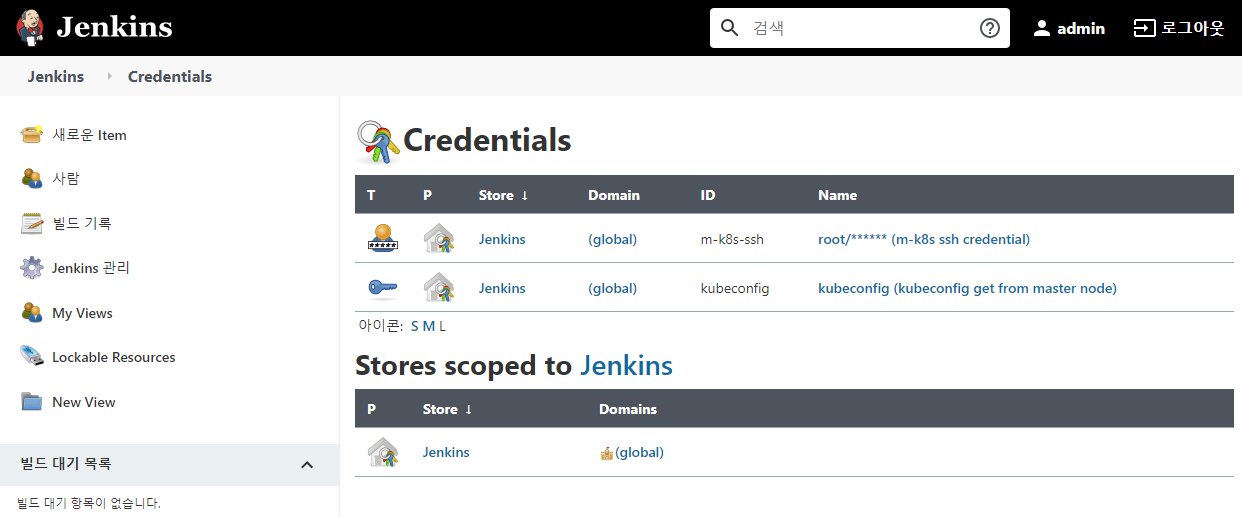 Jenkins
검색
admin
로그아웃
Jenkins
Credentials
새로운 Item
사람
빌드 기록
Jenkins 관리
My Views
Lockable Resources
New View
빌드 대기 목록
빌드 대기 항목이 없습니다.
Credentials
T P Store ↓ Domain ID Name
Jenkins (global) m-k8s-ssh root/****** (m-k8s ssh credential)
Jenkins (global) kubeconfig kubeconfig (kubeconfig get from master node)
아이콘: S M L
Stores scoped to Jenkins
P Store ↓ Domains
Jenkins (global)